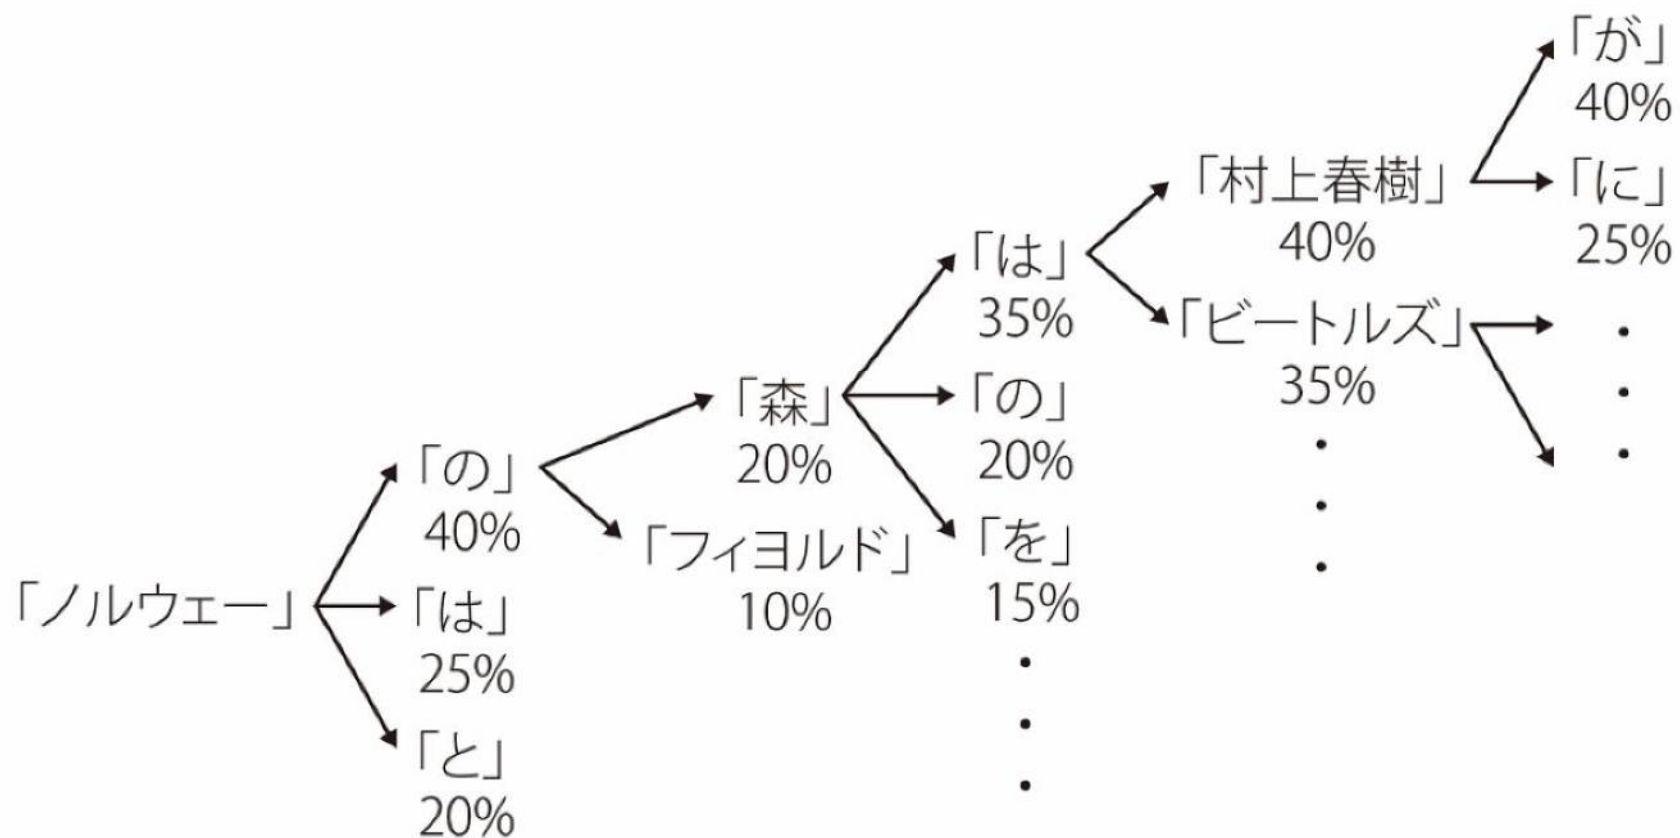 「ノルウェー」
「の」
40%
「は」
25%
「と」
20%
「森」
20%
「フィヨルド」
10%
「は」
35%
「の」
20%
「を」
15%
「村上春樹」
40%
「ビートルズ」
35%
「が」
40%
「に」
25%